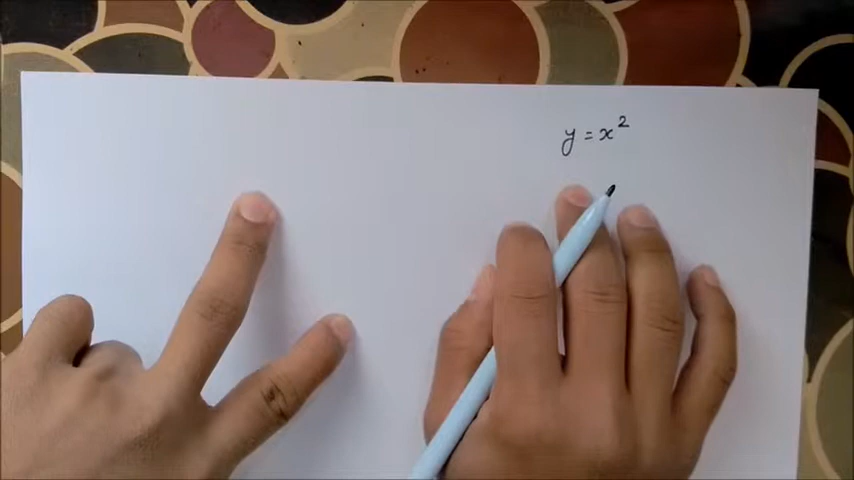 y = x²